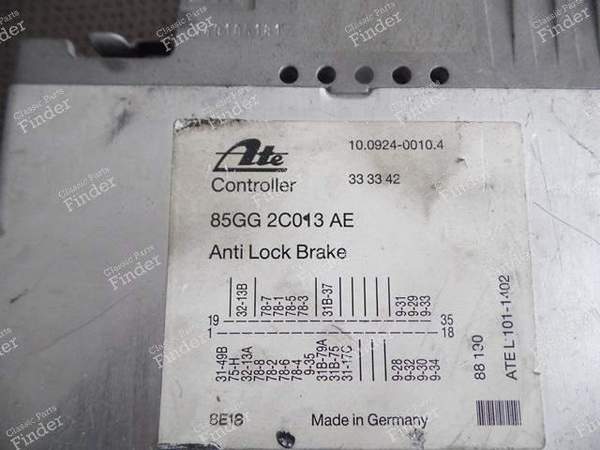 Ate
10.0924-0010.4
Controller
33 33 42
85GG 2C013 AE
Anti Lock Brake
32-13B 78-7 78-1 78-5 78-3 31B-37 9-31 9-29 9-33
19 35
1 18
31-49B 75-H 32-13A 78-8 78-2 78-6 78-4 9-35 31B-79A 31B-75 31-17C 9-28 9-32 9-30 9-34
88 130
ATE L 101-1402
8E18
Made in Germany
Classic Parts Finder